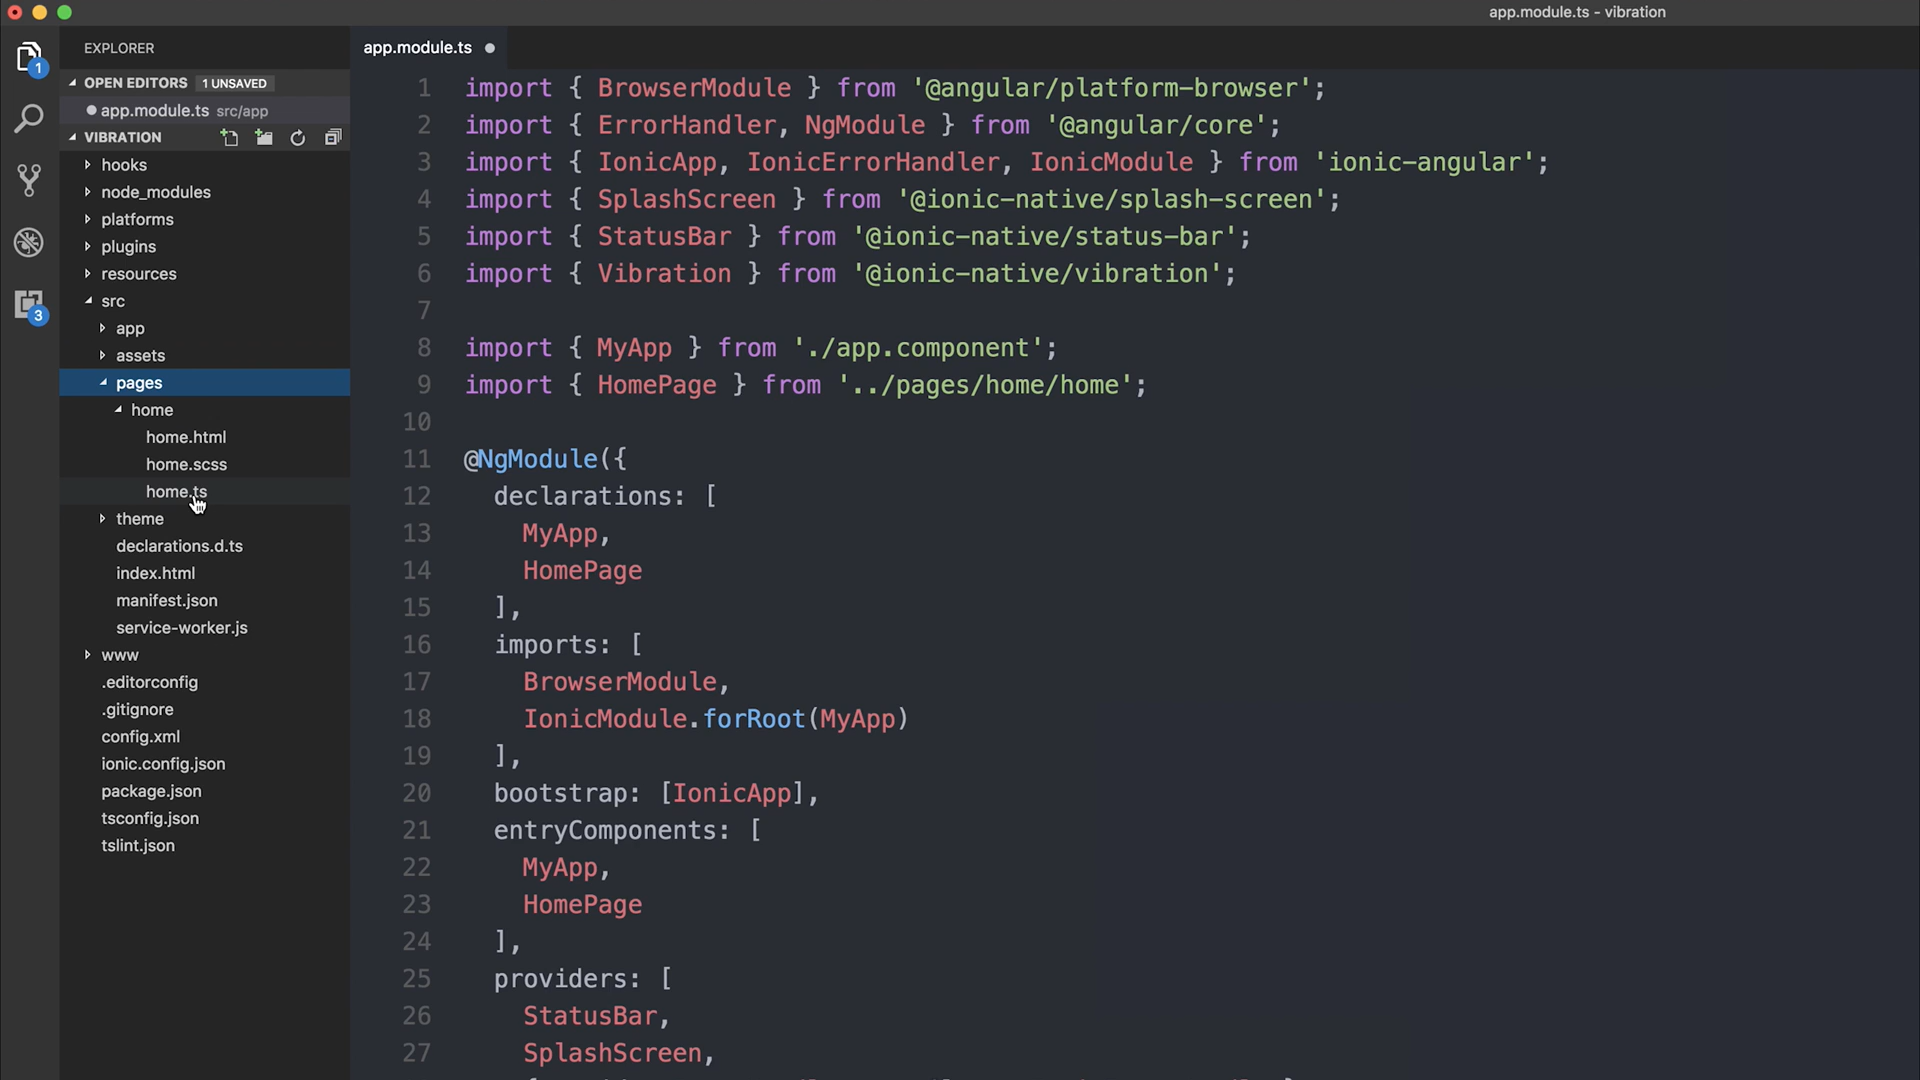 app.module.ts - vibration
EXPLORER
OPEN EDITORS 1 UNSAVED
app.module.ts src/app
VIBRATION
hooks
node_modules
platforms
plugins
resources
src
app
assets
pages
home
home.html
home.scss
home.ts
theme
declarations.d.ts
index.html
manifest.json
service-worker.js
www
.editorconfig
.gitignore
config.xml
ionic.config.json
package.json
tsconfig.json
tslint.json
1
3
app.module.ts
1 import { BrowserModule } from '@angular/platform-browser';
2 import { ErrorHandler, NgModule } from '@angular/core';
3 import { IonicApp, IonicErrorHandler, IonicModule } from 'ionic-angular';
4 import { SplashScreen } from '@ionic-native/splash-screen';
5 import { StatusBar } from '@ionic-native/status-bar';
6 import { Vibration } from '@ionic-native/vibration';
7
8 import { MyApp } from './app.component';
9 import { HomePage } from '../pages/home/home';
10
11 @NgModule({
12 declarations: [
13 MyApp,
14 HomePage
15 ],
16 imports: [
17 BrowserModule,
18 IonicModule.forRoot(MyApp)
19 ],
20 bootstrap: [IonicApp],
21 entryComponents: [
22 MyApp,
23 HomePage
24 ],
25 providers: [
26 StatusBar,
27 SplashScreen,